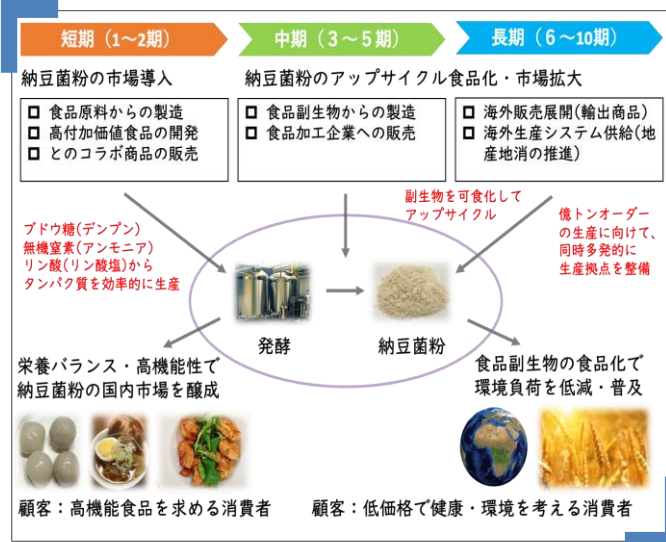 短期（1～2期）
中期（3～5期）
長期（6～10期）
納豆菌粉の市場導入
納豆菌粉のアップサイクル食品化・市場拡大
食品原料からの製造
高付加価値食品の開発
とのコラボ商品の販売
食品副生物からの製造
食品加工企業への販売
海外販売展開(輸出商品)
海外生産システム供給(地
産地消の推進)
ブドウ糖(デンプン)
無機窒素(アンモニア)
リン酸(リン酸塩)から
タンパク質を効率的に生産
副生物を可食化して
アップサイクル
億トンオーダー
の生産に向けて、
同時多発的に
生産拠点を整備
発酵
納豆菌粉
栄養バランス・高機能性で
納豆菌粉の国内市場を醸成
食品副生物の食品化で
環境負荷を低減・普及
顧客：高機能食品を求める消費者
顧客：低価格で健康・環境を考える消費者